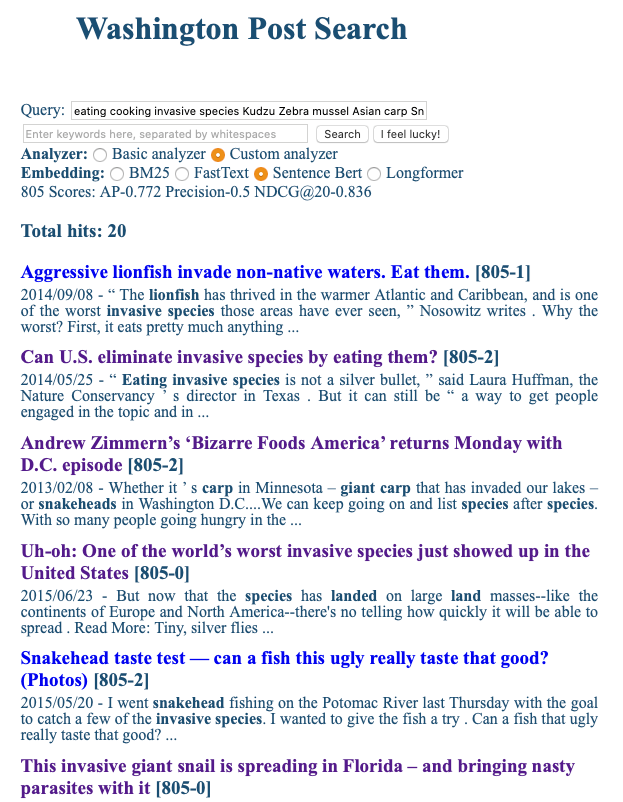 Washington Post Search
Query: eating cooking invasive species Kudzu Zebra mussel Asian carp Sn
Enter keywords here, separated by whitespaces Search I feel lucky!
Analyzer: Basic analyzer Custom analyzer
Embedding: BM25 FastText Sentence Bert Longformer
805 Scores: AP-0.772 Precision-0.5 NDCG@20-0.836
Total hits: 20
Aggressive lionfish invade non-native waters. Eat them. [805-1]
2014/09/08 - “ The lionfish has thrived in the warmer Atlantic and Caribbean, and is one
of the worst invasive species those areas have ever seen, ” Nosowitz writes . Why the
worst? First, it eats pretty much anything ...
Can U.S. eliminate invasive species by eating them? [805-2]
2014/05/25 - “ Eating invasive species is not a silver bullet, ” said Laura Huffman, the
Nature Conservancy ’ s director in Texas . But it can still be “ a way to get people
engaged in the topic and in ...
Andrew Zimmern’s ‘Bizarre Foods America’ returns Monday with
D.C. episode [805-2]
2013/02/08 - Whether it ’ s carp in Minnesota – giant carp that has invaded our lakes –
or snakeheads in Washington D.C....We can keep going on and list species after species.
With so many people going hungry in the ...
Uh-oh: One of the world’s worst invasive species just showed up in the
United States [805-0]
2015/06/23 - But now that the species has landed on large land masses--like the
continents of Europe and North America--there's no telling how quickly it will be able to
spread . Read More: Tiny, silver flies ...
Snakehead taste test — can a fish this ugly really taste that good?
(Photos) [805-2]
2015/05/20 - I went snakehead fishing on the Potomac River last Thursday with the goal
to catch a few of the invasive species. I wanted to give the fish a try . Can a fish that ugly
really taste that good? ...
This invasive giant snail is spreading in Florida – and bringing nasty
parasites with it [805-0]